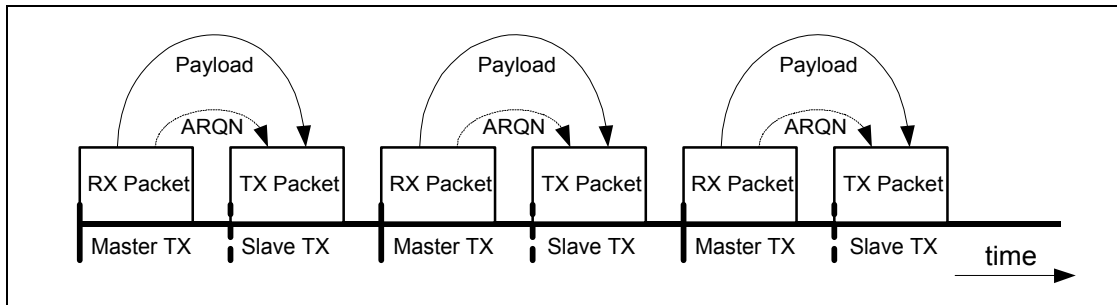 Payload Payload Payload
ARQN ARQN ARQN
RX Packet TX Packet RX Packet TX Packet RX Packet TX Packet
Master TX Slave TX Master TX Slave TX Master TX Slave TX
time